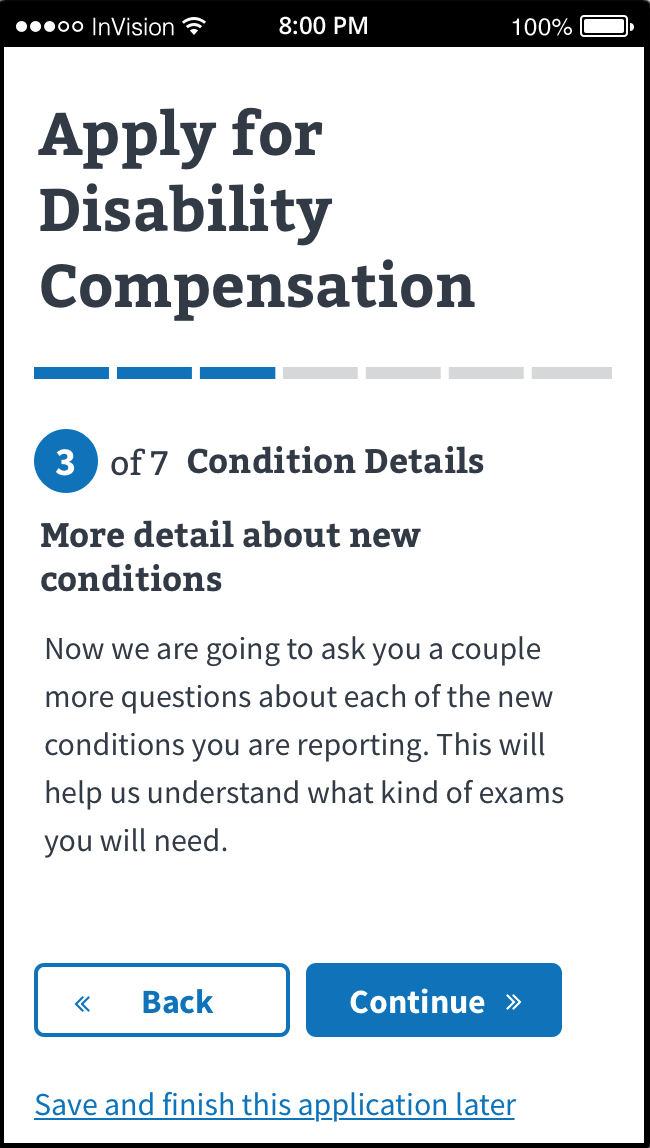 InVision 8:00 PM 100%
Apply for
Disability
Compensation
3 of 7 Condition Details
More detail about new
conditions
Now we are going to ask you a couple
more questions about each of the new
conditions you are reporting. This will
help us understand what kind of exams
you will need.
« Back Continue »
Save and finish this application later